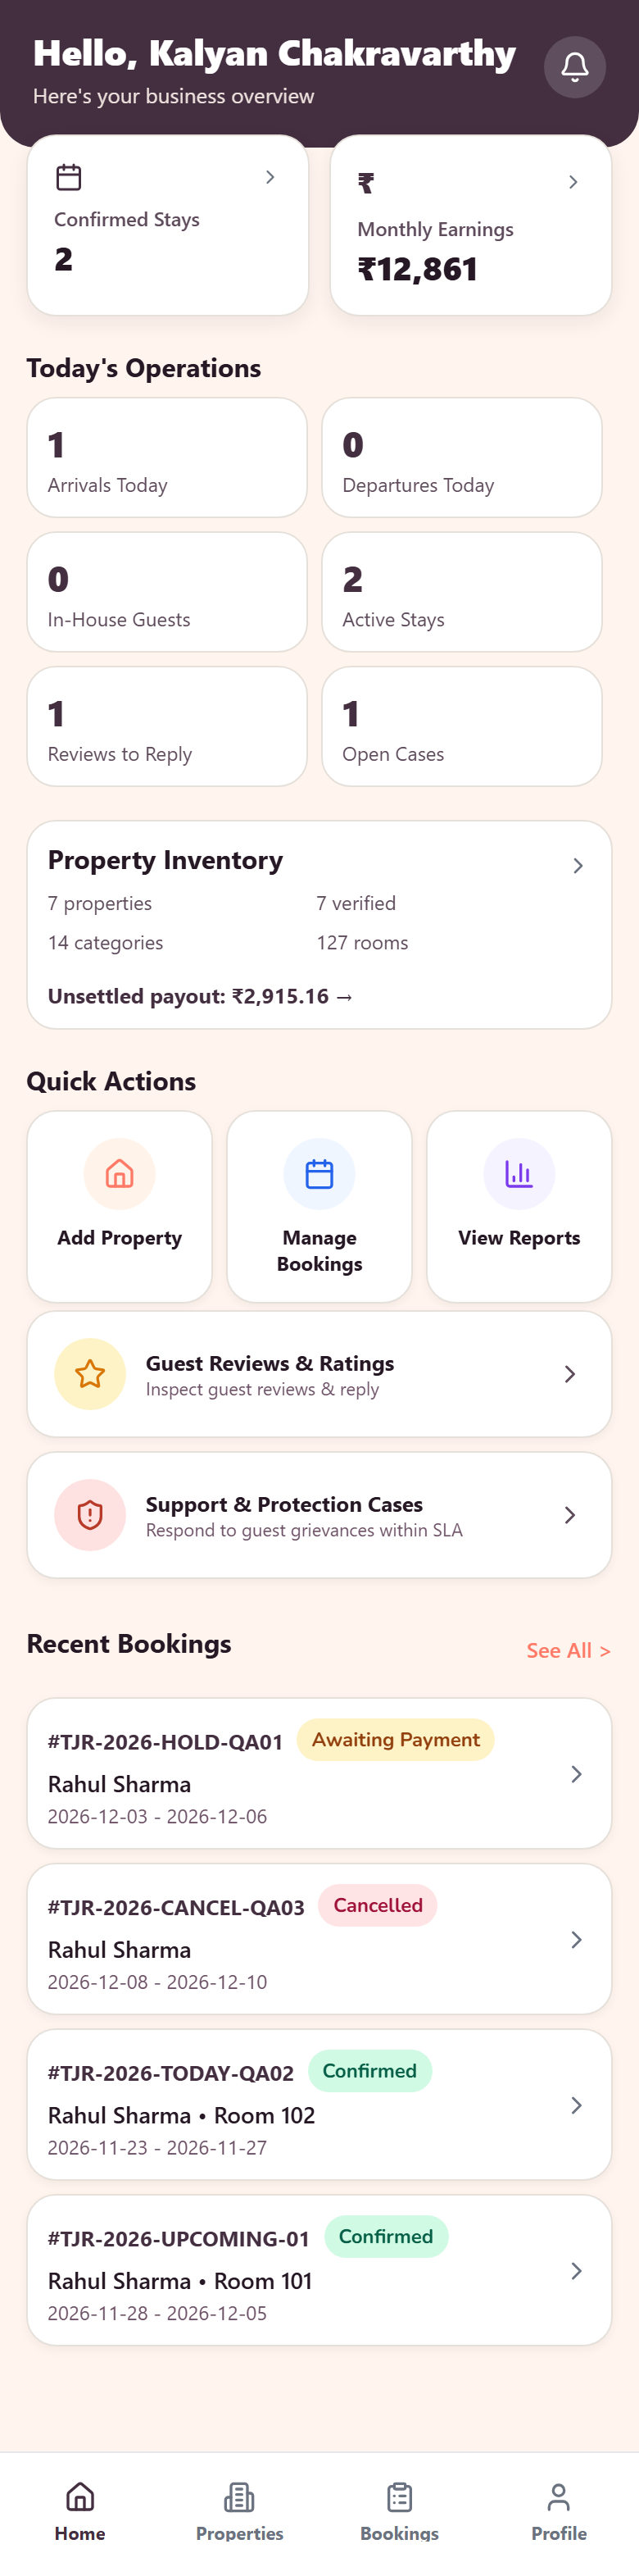 Hello, Kalyan Chakravarthy
Here's your business overview
Confirmed Stays
2
₹
Monthly Earnings
₹12,861
Today's Operations
1
Arrivals Today
0
Departures Today
0
In-House Guests
2
Active Stays
1
Reviews to Reply
1
Open Cases
Property Inventory
7 properties
7 verified
14 categories
127 rooms
Unsettled payout: ₹2,915.16 →
Quick Actions
Add Property
Manage
Bookings
View Reports
Guest Reviews & Ratings
Inspect guest reviews & reply
Support & Protection Cases
Respond to guest grievances within SLA
Recent Bookings
See All >
#TJR-2026-HOLD-QA01 Awaiting Payment
Rahul Sharma
2026-12-03 - 2026-12-06
#TJR-2026-CANCEL-QA03 Cancelled
Rahul Sharma
2026-12-08 - 2026-12-10
#TJR-2026-TODAY-QA02 Confirmed
Rahul Sharma • Room 102
2026-11-23 - 2026-11-27
#TJR-2026-UPCOMING-01 Confirmed
Rahul Sharma • Room 101
2026-11-28 - 2026-12-05
Home
Properties
Bookings
Profile